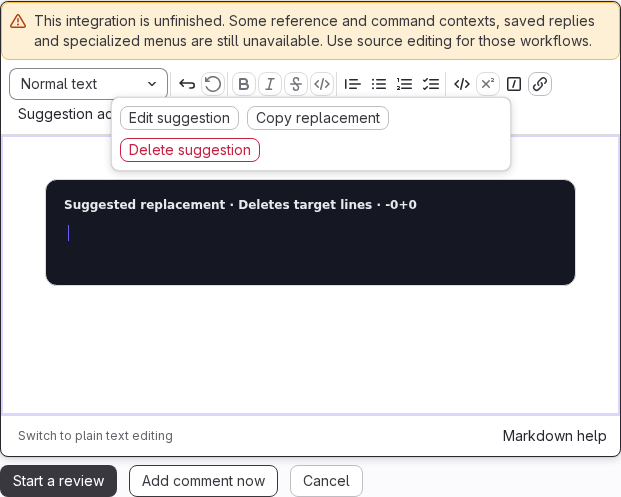 This integration is unfinished. Some reference and command contexts, saved replies
and specialized menus are still unavailable. Use source editing for those workflows.
Normal text
B I S </> </> X²
Suggestion ac
Edit suggestion Copy replacement
Delete suggestion
Suggested replacement · Deletes target lines · -0+0
Switch to plain text editing Markdown help
Start a review Add comment now Cancel